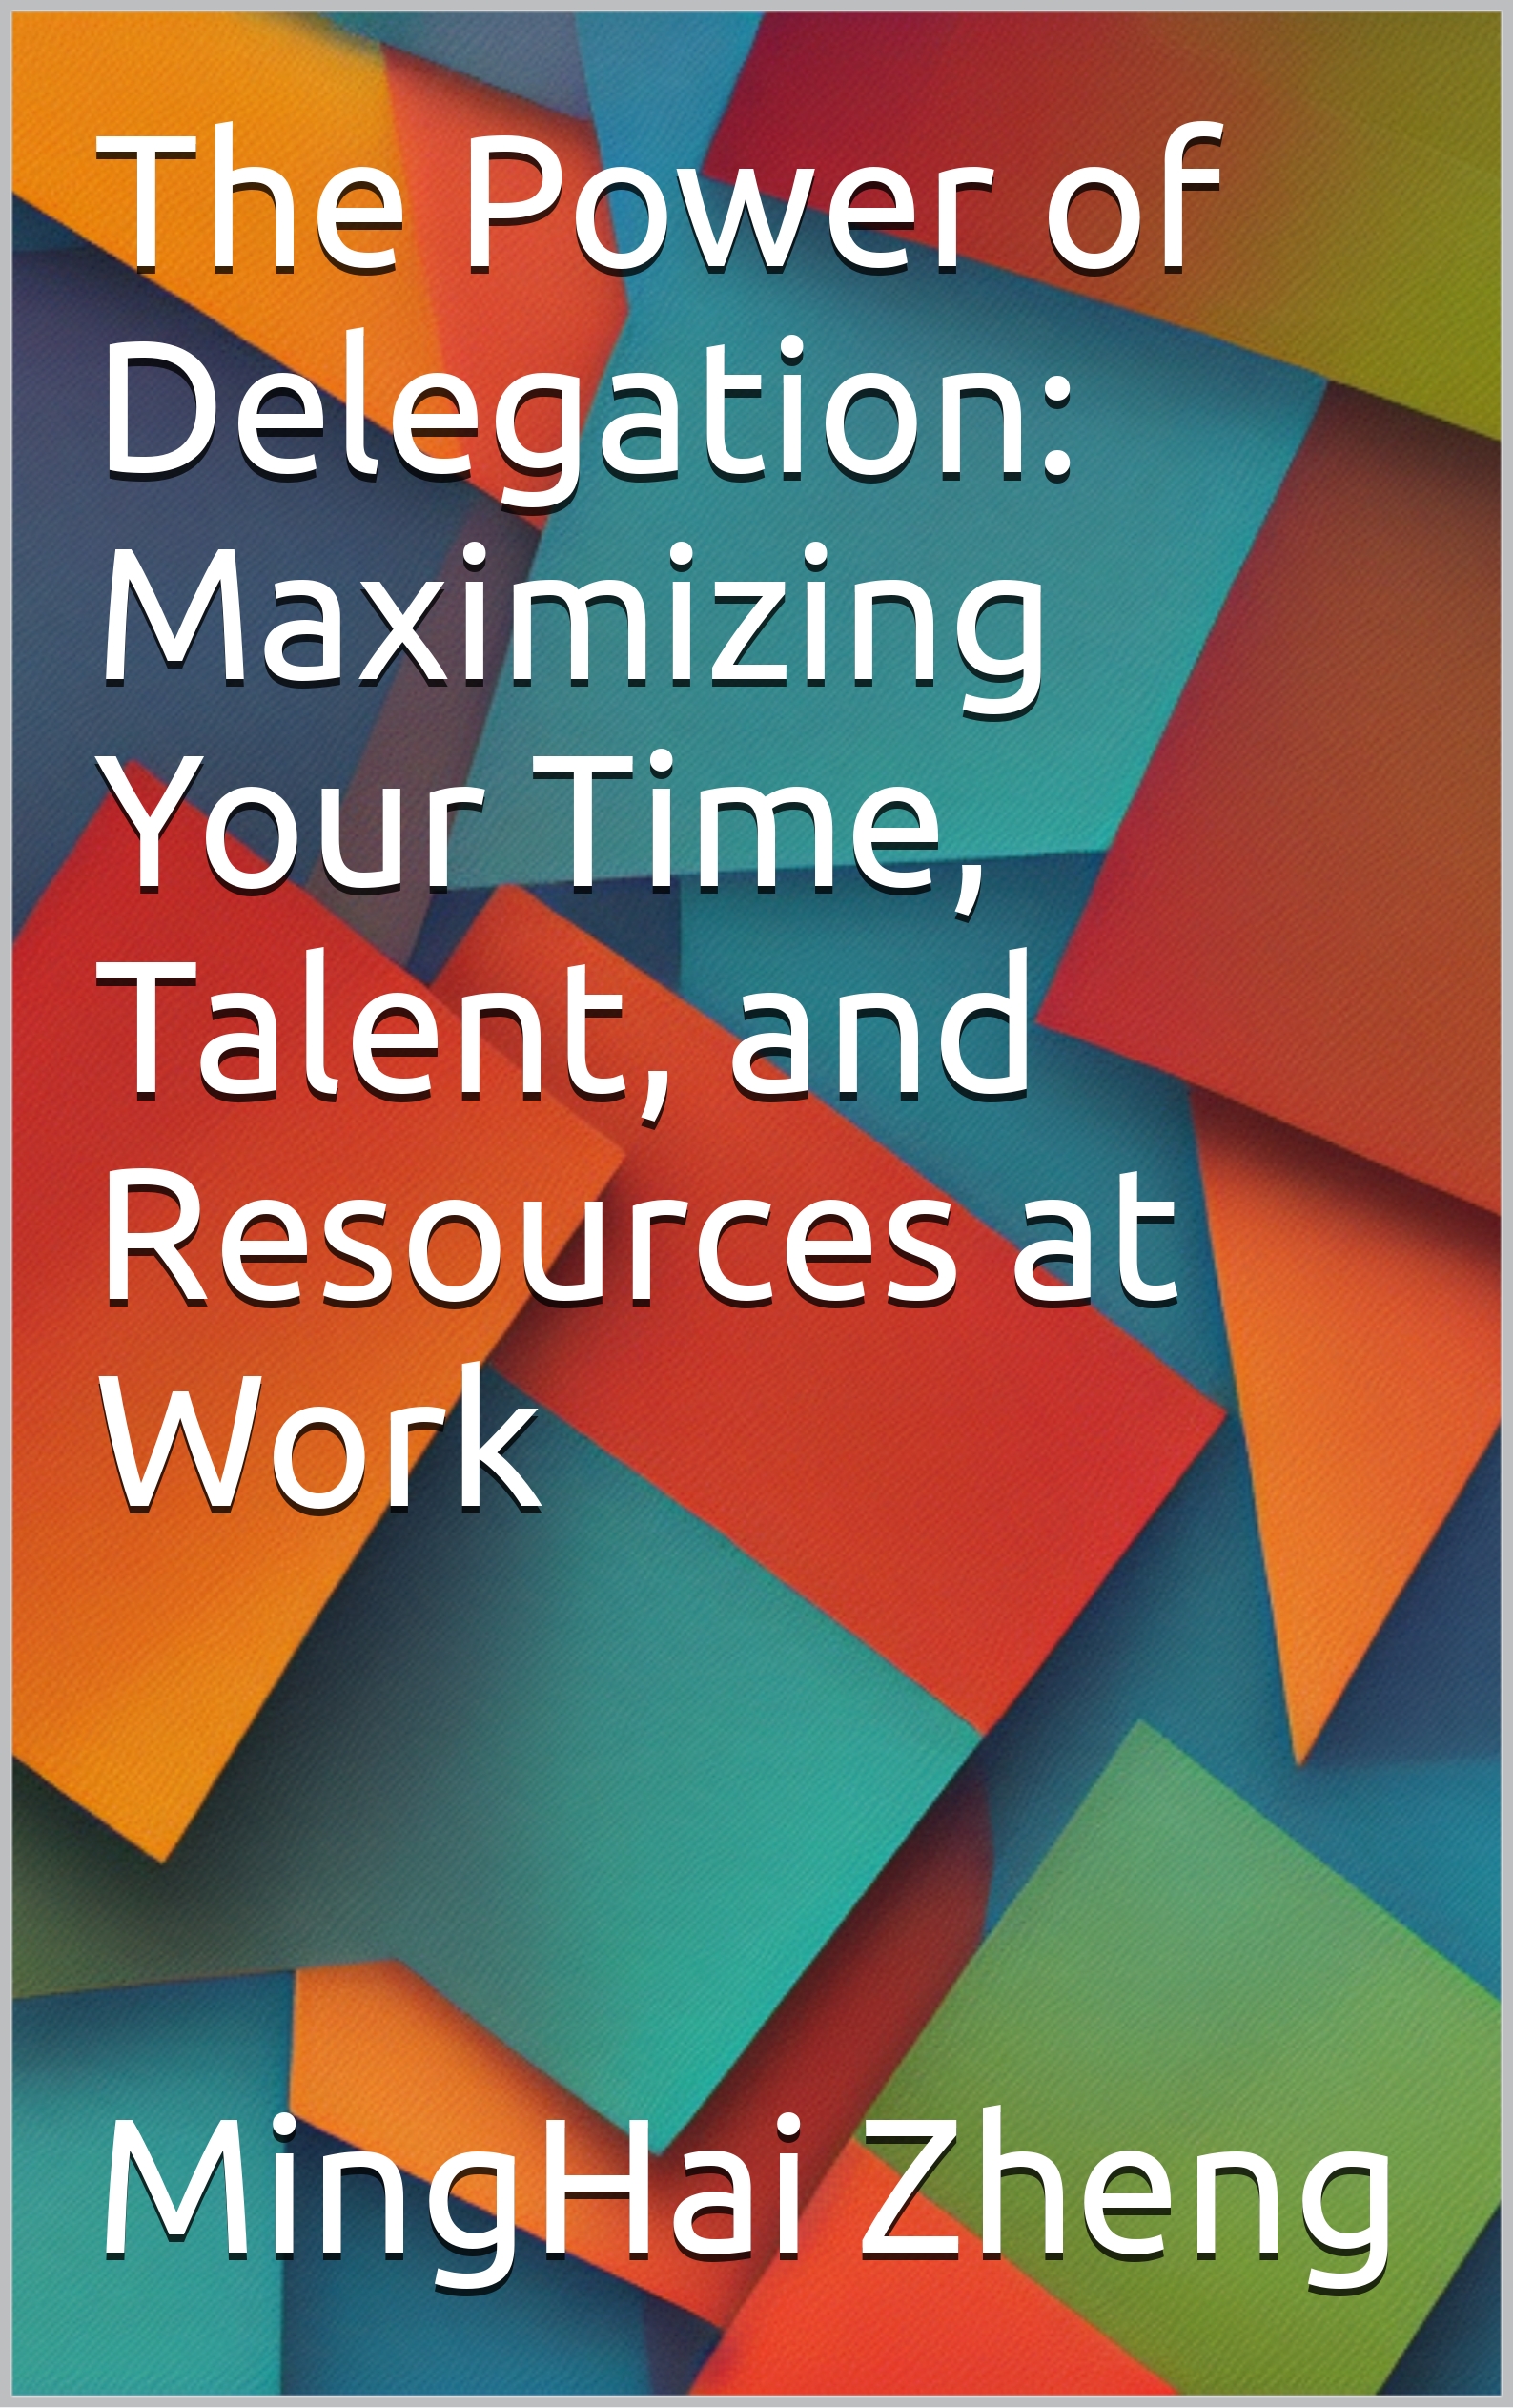 The Power of
Delegation:
Maximizing
Your Time,
Talent, and
Resources at
Work
MingHai Zheng